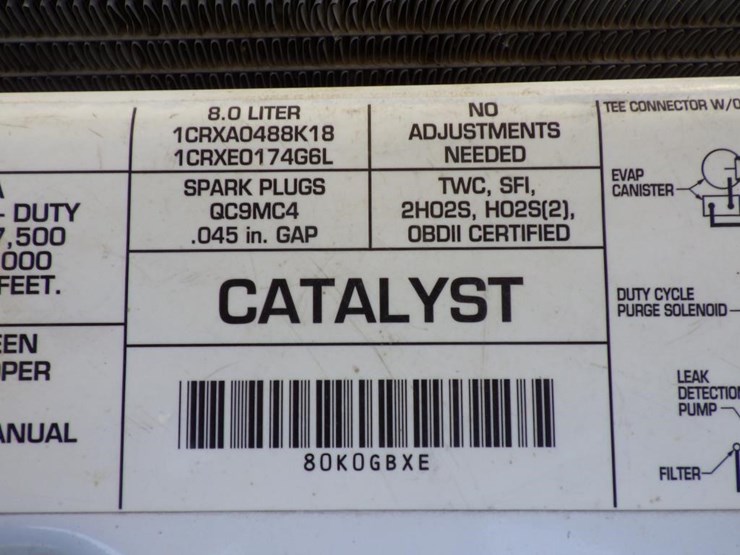 8.0 LITER
1CRXA0488K18
1CRXE0174G6L
NO
ADJUSTMENTS
NEEDED
SPARK PLUGS
QC9MC4
.045 in. GAP
TWC, SFI,
2HO2S, HO2S(2),
OBDII CERTIFIED
CATALYST
80K0GBXE
- DUTY
7,500
000
FEET.
EEN
PER
ANUAL
TEE CONNECTOR W/O
EVAP
CANISTER
DUTY CYCLE
PURGE SOLENOID
LEAK
DETECTIO
PUMP
FILTER